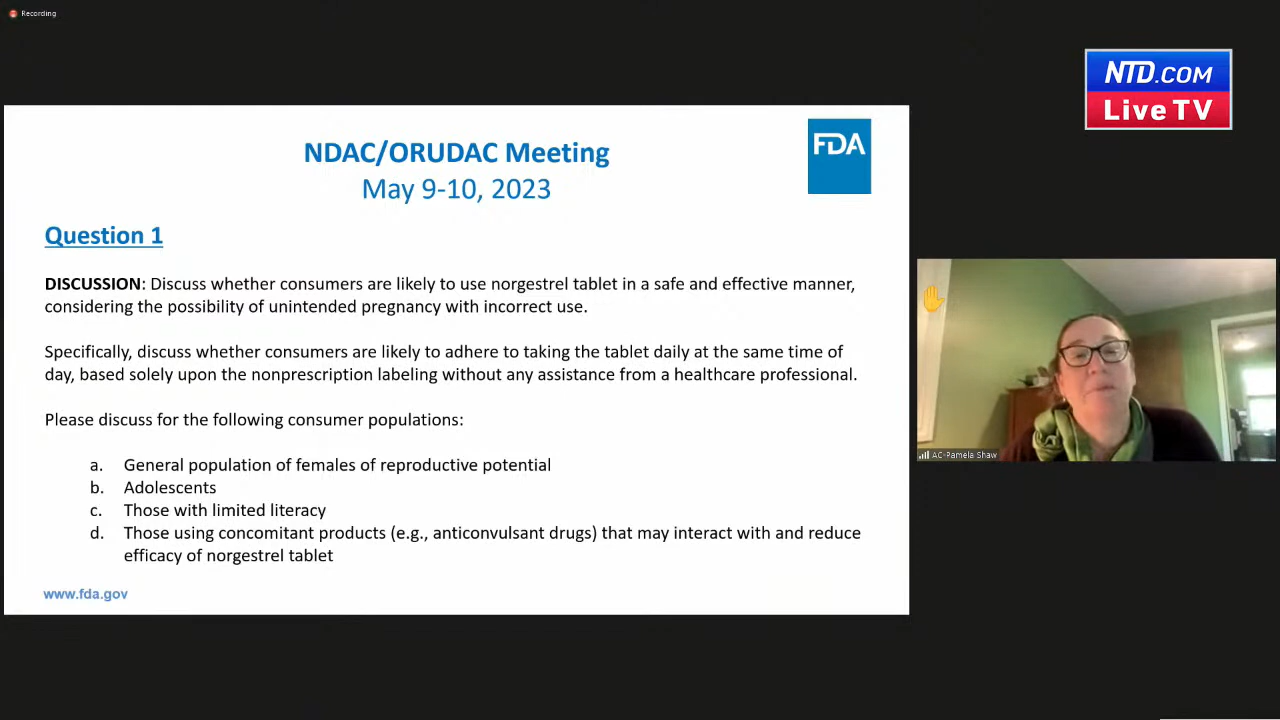 Recording
NTD.COM
Live TV
NDAC/ORUDAC Meeting
May 9-10, 2023
FDA
Question 1
DISCUSSION: Discuss whether consumers are likely to use norgestrel tablet in a safe and effective manner,
considering the possibility of unintended pregnancy with incorrect use.
Specifically, discuss whether consumers are likely to adhere to taking the tablet daily at the same time of
day, based solely upon the nonprescription labeling without any assistance from a healthcare professional.
Please discuss for the following consumer populations:
a. General population of females of reproductive potential
b. Adolescents
c. Those with limited literacy
d. Those using concomitant products (e.g., anticonvulsant drugs) that may interact with and reduce
efficacy of norgestrel tablet
www.fda.gov
AC-Pamela Shaw